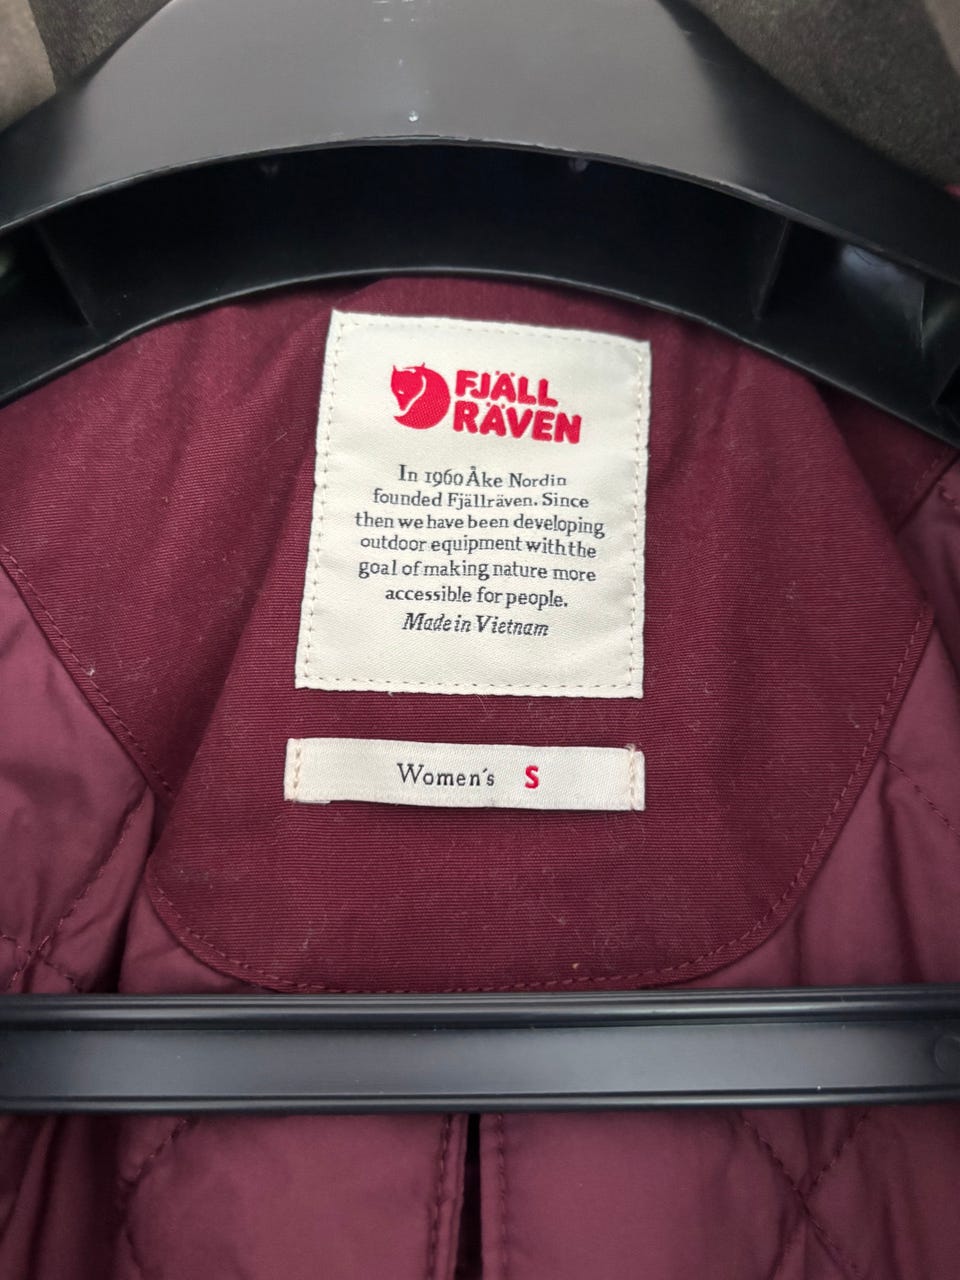 FJÄLL
RÄVEN
In 1960 Åke Nordin
founded Fjällräven. Since
then we have been developing
outdoor equipment with the
goal of making nature more
accessible for people.
Made in Vietnam
Women's S